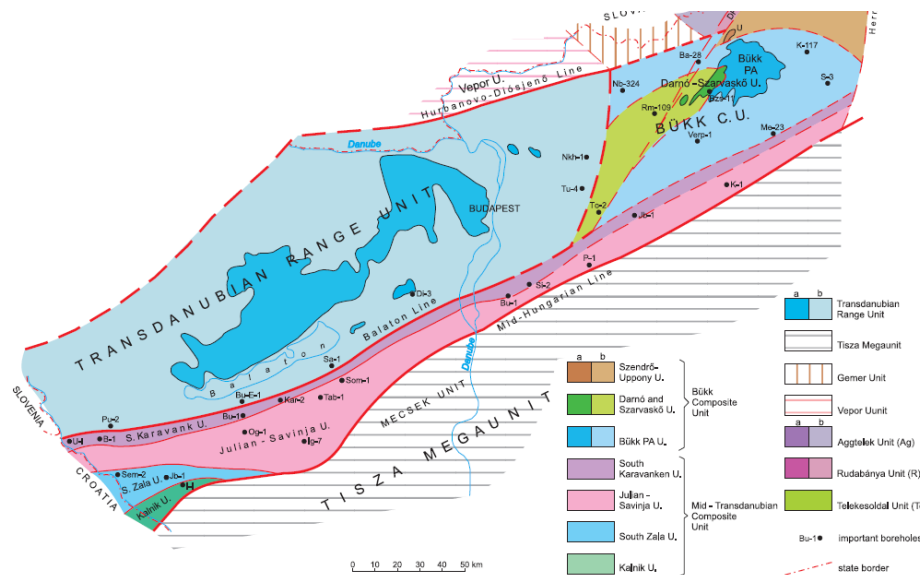 SLOV
U
K-117
Ba-28
Bükk
PA
Vepor U.
Hurbanovo-Diósjenő Line
Nb-324
Darnó-Szarvaskő U.
S-3
Rm-109
BÜKK C.U.
Verp-1
Me-23
Danube
Nkh-1
Tu-4
K-1
BUDAPEST
To-2
Jb-1
TRANSDANUBIAN RANGE UNIT
P-1
Di-3
Si-2
Bu-1
Balaton Line
Mid-Hungarian Line
Balaton
Danube
Sa-1
Som-1
Bu-E-1
Kar-2
Tab-1
MECSEK UNIT
SLOVENIA
Pu-2
Bu-1
U-I
B-1
S. Karavank U.
Og-1
Ig-7
Julian - Savinja U.
TISZA MEGAUNIT
CROATIA
Sem-2
S. Zala U.
Jb-1
Kalnik U.
0 10 20 30 40 50 km
a b
Transdanubian
Range Unit
Tisza Megaunit
Gemer Unit
Vepor Uunit
Aggtelek Unit (Ag)
Rudabánya Unit (R)
Telekesoldal Unit (T
Bu-1 important boreholes
state border
a b
Szendrő-
Uppony U.
Darnó and
Szarvaskő U.
Bükk PA U.
Bükk
Composite
Unit
South
Karavanken U.
Julian -
Savinja U.
South Zala U.
Kalnik U.
Mid - Transdanubian
Composite
Unit